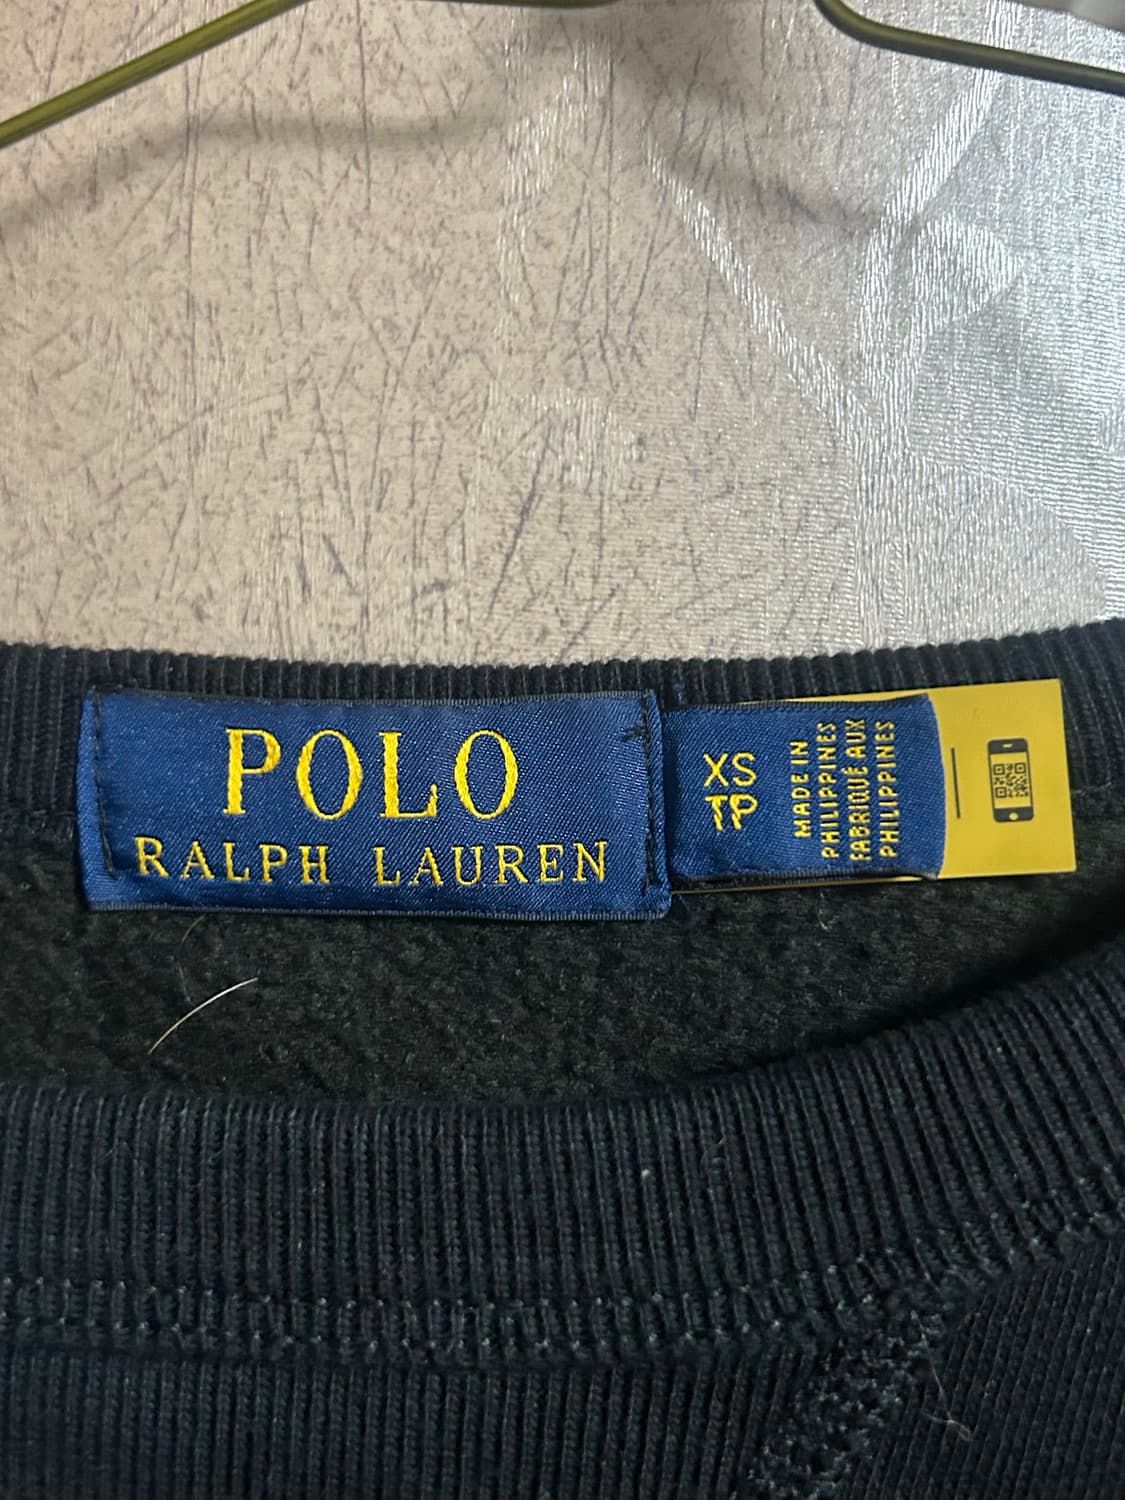 POLO
RALPH LAUREN
XS
TP
MADE IN
PHILIPPINES
FABRIQUÉ AUX
PHILIPPINES